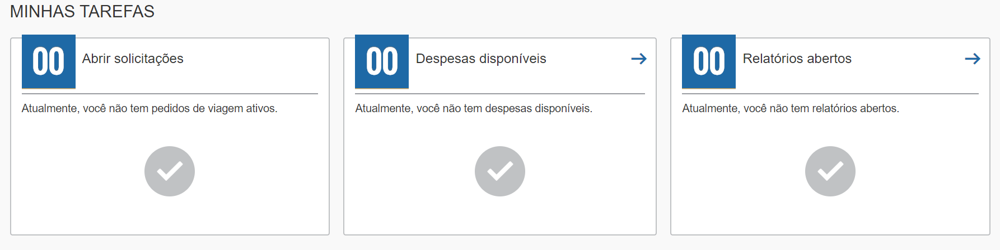 MINHAS TAREFAS
00 Abrir solicitações
Atualmente, você não tem pedidos de viagem ativos.
00 Despesas disponíveis
Atualmente, você não tem despesas disponíveis.
00 Relatórios abertos
Atualmente, você não tem relatórios abertos.